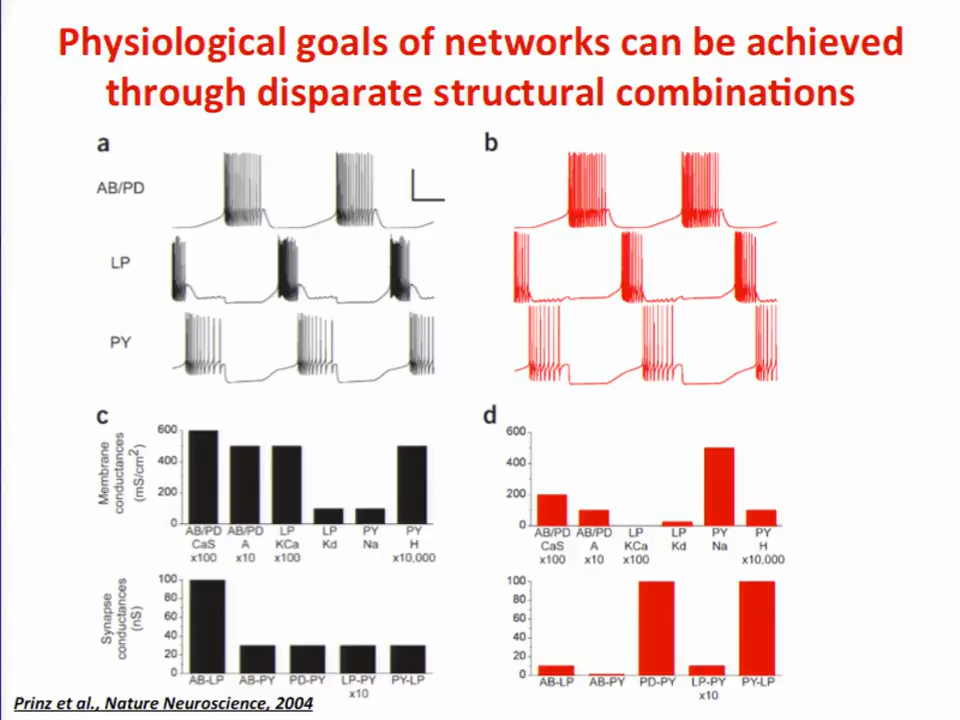 Physiological goals of networks can be achieved
through disparate structural combinations
a
b
AB/PD
LP
PY
c
d
Membrane
conductances
(mS/cm²)
600
400
200
0
AB/PD AB/PD LP LP PY PY
CaS A KCa Kd Na H
x100 x10 x100 x10,000
600
400
200
0
AB/PD AB/PD LP LP PY PY
CaS A KCa Kd Na H
x100 x10 x100 x10,000
Synapse
conductances
(nS)
100
80
60
40
20
0
AB-LP AB-PY PD-PY LP-PY PY-LP
x10
100
80
60
40
20
0
AB-LP AB-PY PD-PY LP-PY PY-LP
x10
Prinz et al., Nature Neuroscience, 2004